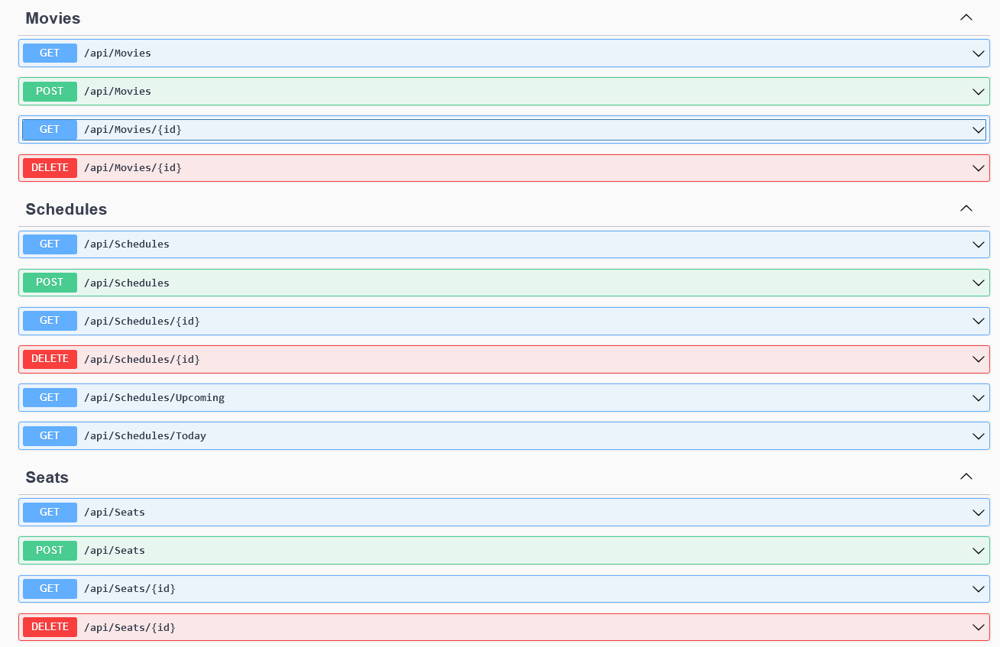 Movies
GET /api/Movies
POST /api/Movies
GET /api/Movies/{id}
DELETE /api/Movies/{id}
Schedules
GET /api/Schedules
POST /api/Schedules
GET /api/Schedules/{id}
DELETE /api/Schedules/{id}
GET /api/Schedules/Upcoming
GET /api/Schedules/Today
Seats
GET /api/Seats
POST /api/Seats
GET /api/Seats/{id}
DELETE /api/Seats/{id}